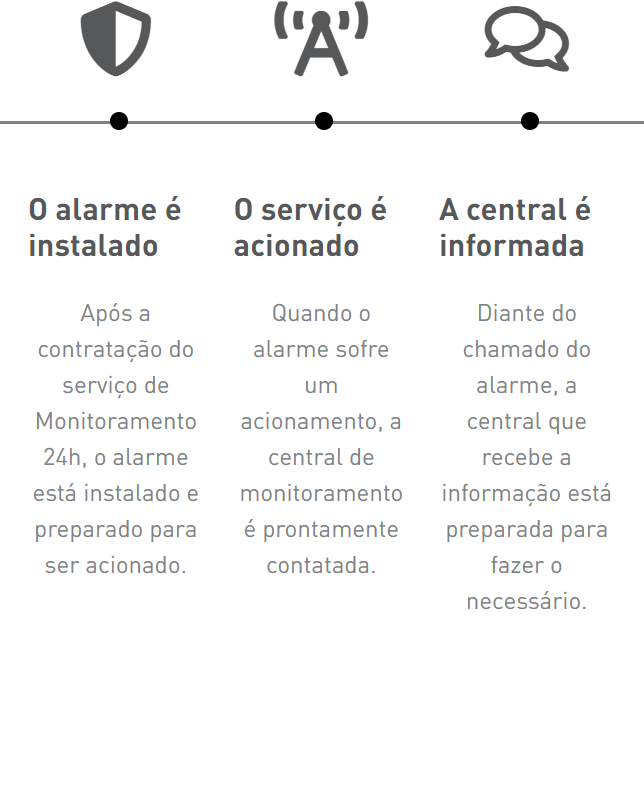 O alarme é
instalado
Após a
contratação do
serviço de
Monitoramento
24h, o alarme
está instalado e
preparado para
ser acionado.
O serviço é
acionado
Quando o
alarme sofre
um
acionamento, a
central de
monitoramento
é prontamente
contatada.
A central é
informada
Diante do
chamado do
alarme, a
central que
recebe a
informação está
preparada para
fazer o
necessário.